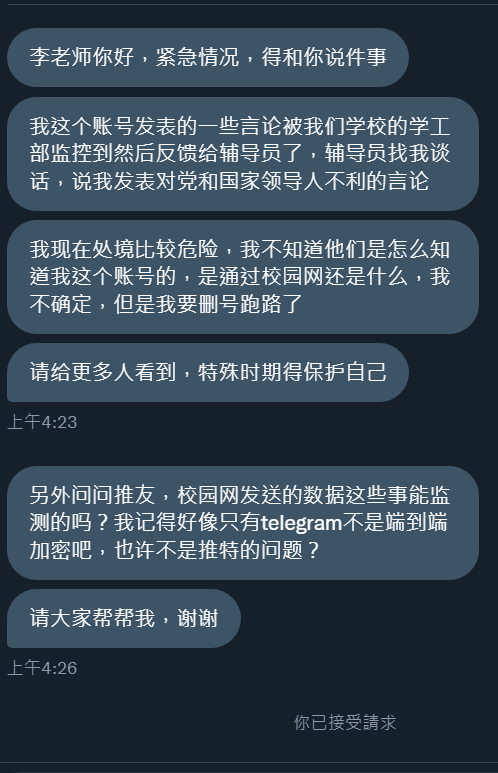 李老师你好，紧急情况，得和你说件事
我这个账号发表的一些言论被我们学校的学工
部监控到然后反馈给辅导员了，辅导员找我谈
话，说我发表对党和国家领导人不利的言论
我现在处境比较危险，我不知道他们是怎么知
道我这个账号的，是通过校园网还是什么，我
不确定，但是我要删号跑路了
请给更多人看到，特殊时期得保护自己
上午4:23
另外问问推友，校园网发送的数据这些事能监
测的吗？我记得好像只有telegram不是端到端
加密吧，也许不是推特的问题？
请大家帮帮我，谢谢
上午4:26
你已接受請求